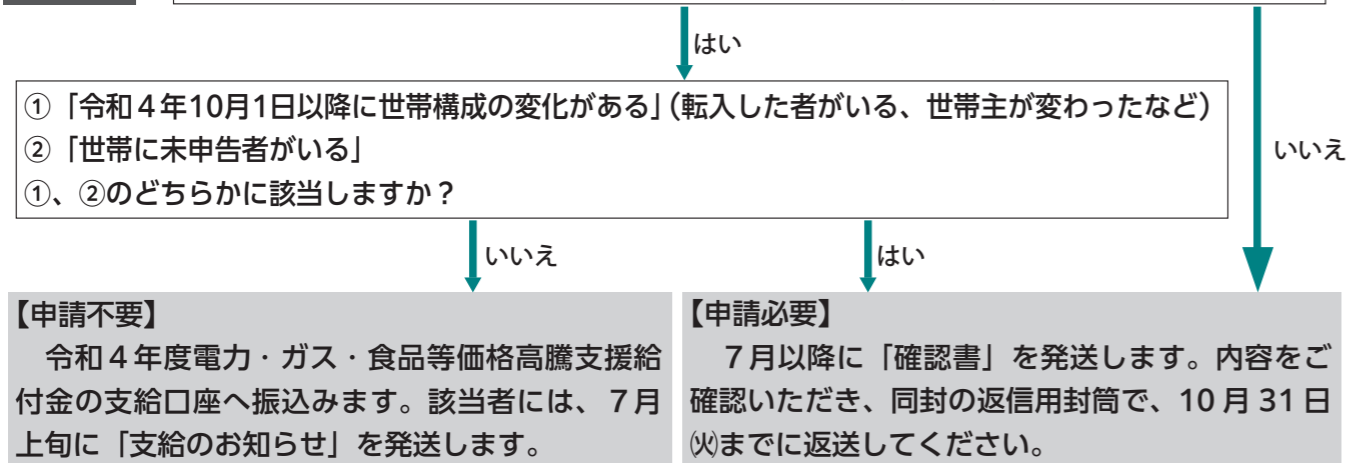 はい
①「令和４年10月1日以降に世帯構成の変化がある」（転入した者がいる、世帯主が変わったなど）
②「世帯に未申告者がいる」
①、②のどちらかに該当しますか？
いいえ
いいえ
はい
【申請不要】
　令和４年度電力・ガス・食品等価格高騰支援給
付金の支給口座へ振込みます。該当者には、７月
上旬に「支給のお知らせ」を発送します。
【申請必要】
　７月以降に「確認書」を発送します。内容をご
確認いただき、同封の返信用封筒で、10 月 31 日
㈫までに返送してください。